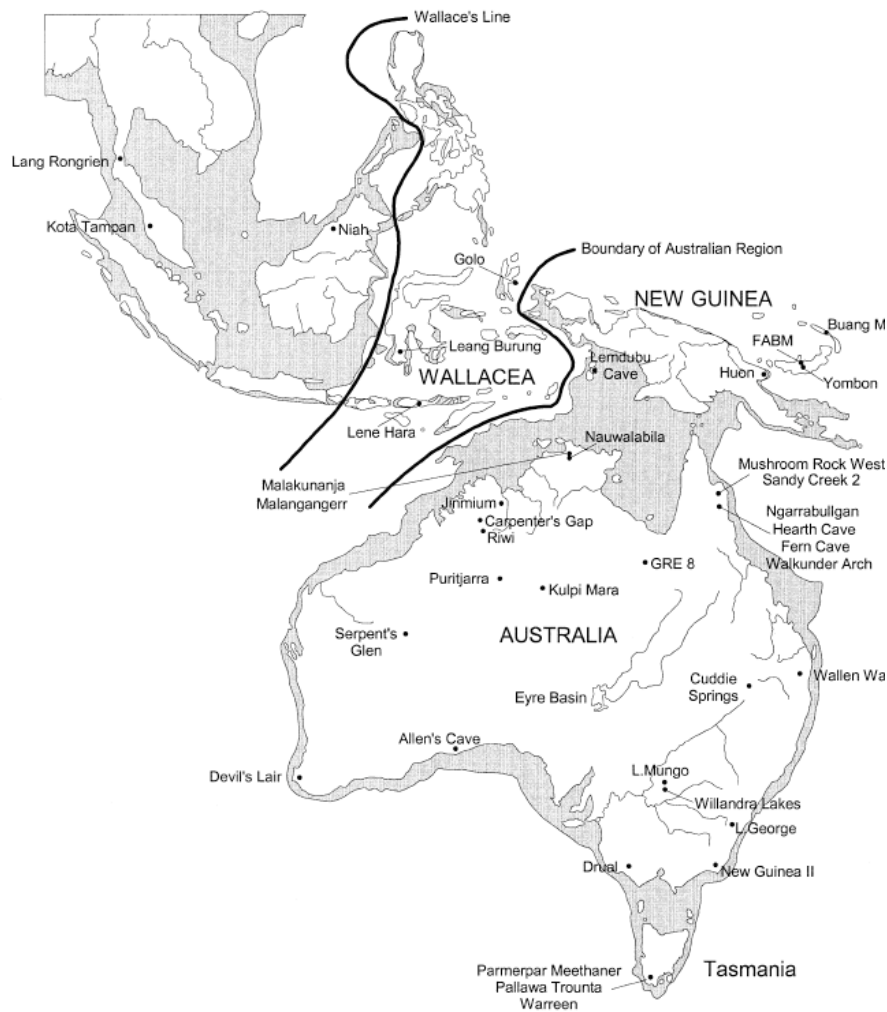 Wallace's Line
Lang Rongrien
Kota Tampan
Niah
Golo
Boundary of Australian Region
NEW GUINEA
Buang M
FABM
Leang Burung
Lemdubu
Cave
Huon
Yombon
WALLACEA
Lene Hara
Nauwalabila
Malakunanja
Malangangerr
Mushroom Rock West
Sandy Creek 2
Jinmium
Ngarrabullgan
Carpenter's Gap
Hearth Cave
Riwi
Fern Cave
GRE 8
Walkunder Arch
Puritjarra
Kulpi Mara
Serpent's
Glen
AUSTRALIA
Cuddie
Springs
Wallen Wa
Eyre Basin
Allen's Cave
L.Mungo
Devil's Lair
Willandra Lakes
L.George
Drual
New Guinea II
Parmerpar Meethaner
Pallawa Trounta
Warreen
Tasmania